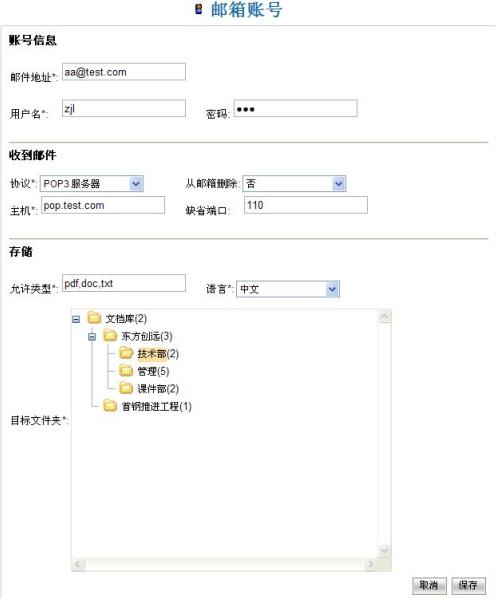 邮箱账号
账号信息
邮件地址*: aa@test.com
用户名*: zjl 密码: ●●●
收到邮件
协议*: POP3 服务器 从邮箱删除: 否
主机*: pop.test.com 缺省端口: 110
存储
允许类型*: pdf,doc,txt 语言*: 中文
文档库(2)
东方创远(3)
技术部(2)
管理(5)
课件部(2)
首钢推进工程(1)
目标文件夹*:
取消 保存